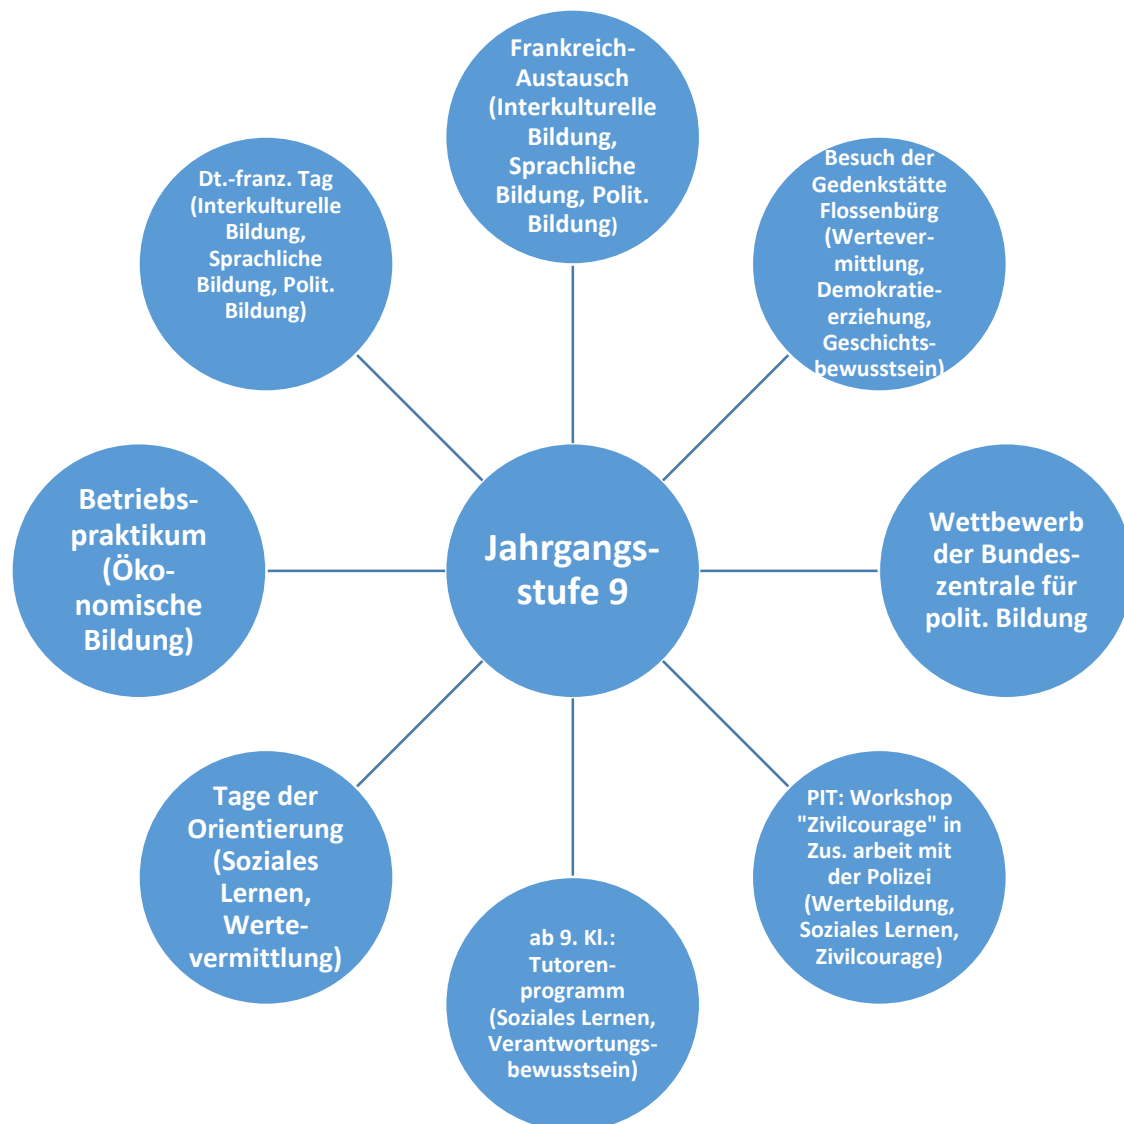 Frankreich-
Austausch
(Interkulturelle
Bildung,
Sprachliche
Bildung, Polit.
Bildung)
Besuch der
Gedenkstätte
Flossenbürg
(Wertever-
mittlung,
Demokratie-
erziehung,
Geschichts-
bewusstsein)
Wettbewerb
der Bundes-
zentrale für
polit. Bildung
PIT: Workshop
"Zivilcourage" in
Zus. arbeit mit
der Polizei
(Wertebildung,
Soziales Lernen,
Zivilcourage)
ab 9. Kl.:
Tutoren-
programm
(Soziales Lernen,
Verantwortungs-
bewusstsein)
Tage der
Orientierung
(Soziales
Lernen,
Werte-
vermittlung)
Betriebs-
praktikum
(Öko-
nomische
Bildung)
Dt.-franz. Tag
(Interkulturelle
Bildung,
Sprachliche
Bildung, Polit.
Bildung)
Jahrgangs-
stufe 9